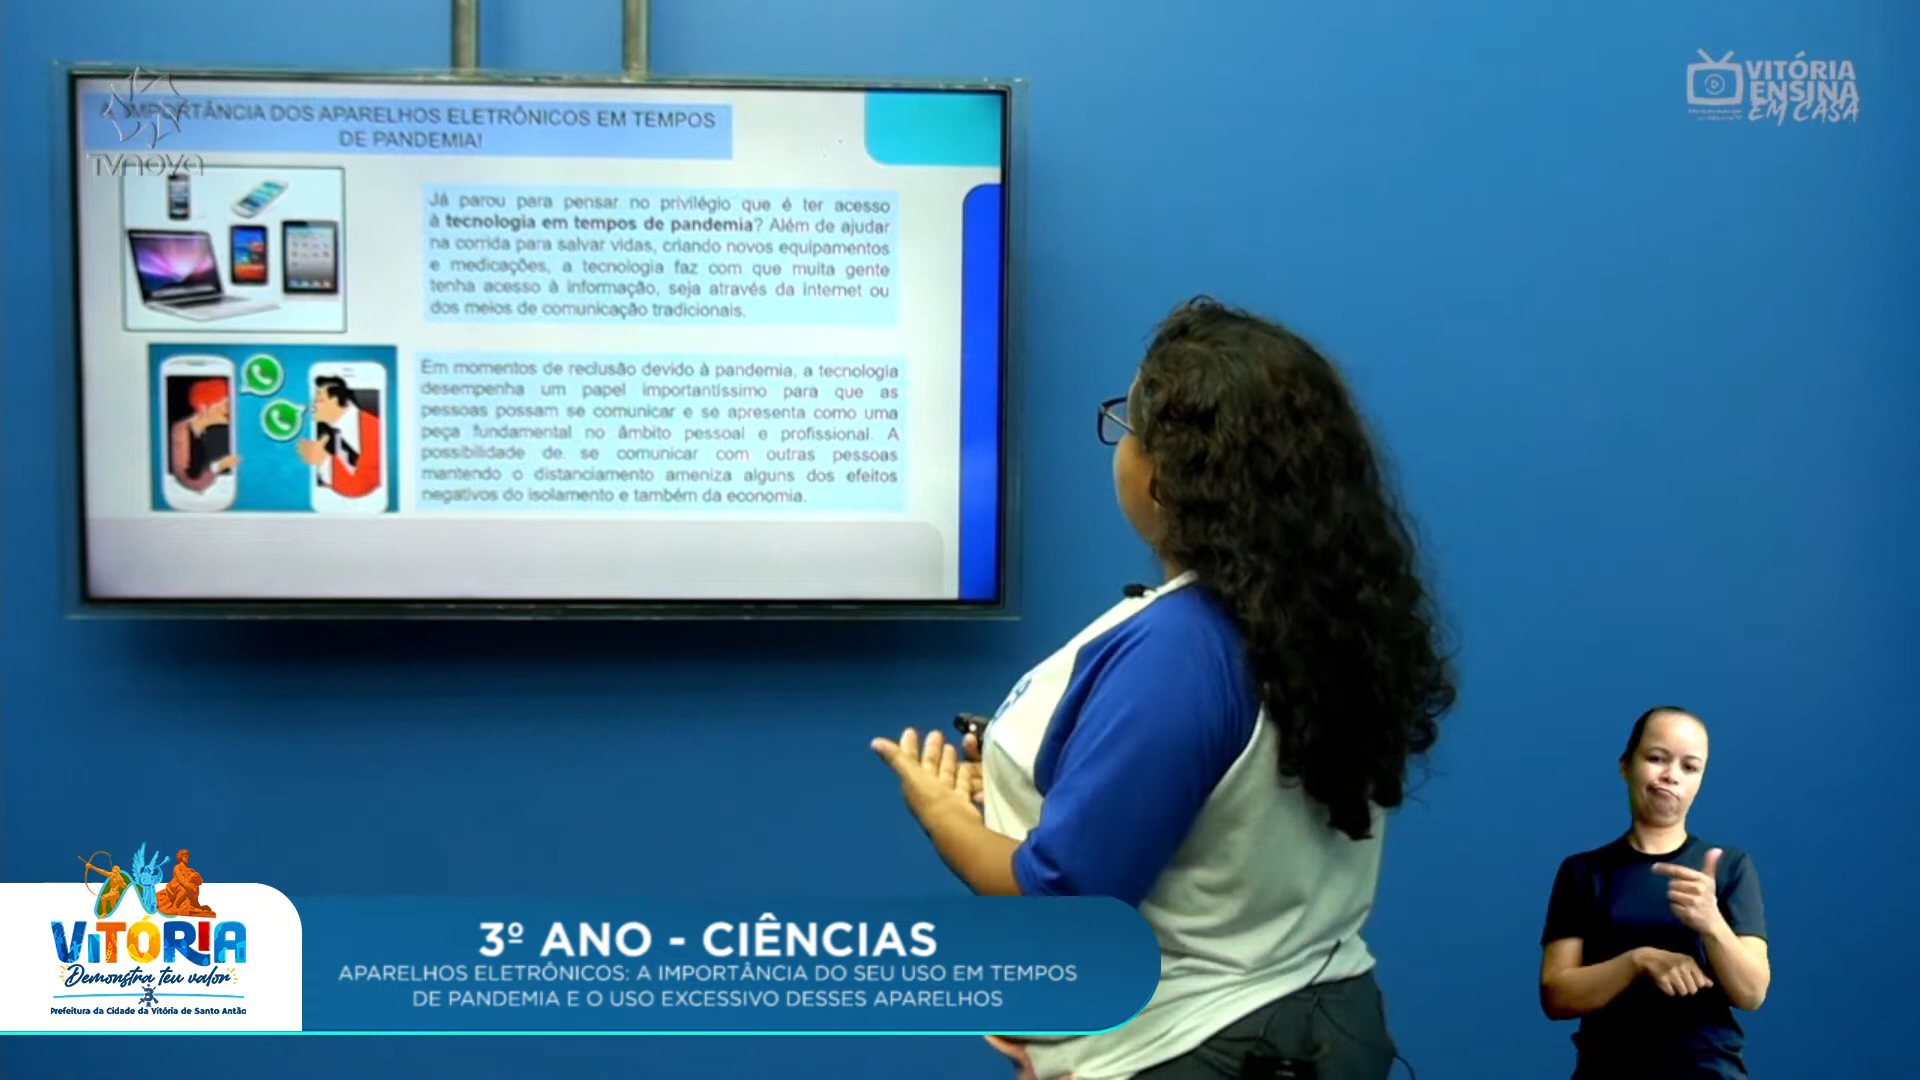 A IMPORTÂNCIA DOS APARELHOS ELETRÔNICOS EM TEMPOS
DE PANDEMIA!
TVNOVA
Já parou para pensar no privilégio que é ter acesso
à tecnologia em tempos de pandemia? Além de ajudar
na corrida para salvar vidas, criando novos equipamentos
e medicações, a tecnologia faz com que muita gente
tenha acesso à informação, seja através da internet ou
dos meios de comunicação tradicionais.
Em momentos de reclusão devido à pandemia, a tecnologia
desempenha um papel importantíssimo para que as
pessoas possam se comunicar e se apresenta como uma
peça fundamental no âmbito pessoal e profissional. A
possibilidade de se comunicar com outras pessoas
mantendo o distanciamento ameniza alguns dos efeitos
negativos do isolamento e também da economia.
VITÓRIA
ENSINA
EM CASA
VITÓRIA
Demonstra teu valor
Prefeitura da Cidade da Vitória de Santo Antão
3º ANO - CIÊNCIAS
APARELHOS ELETRÔNICOS: A IMPORTÂNCIA DO SEU USO EM TEMPOS
DE PANDEMIA E O USO EXCESSIVO DESSES APARELHOS